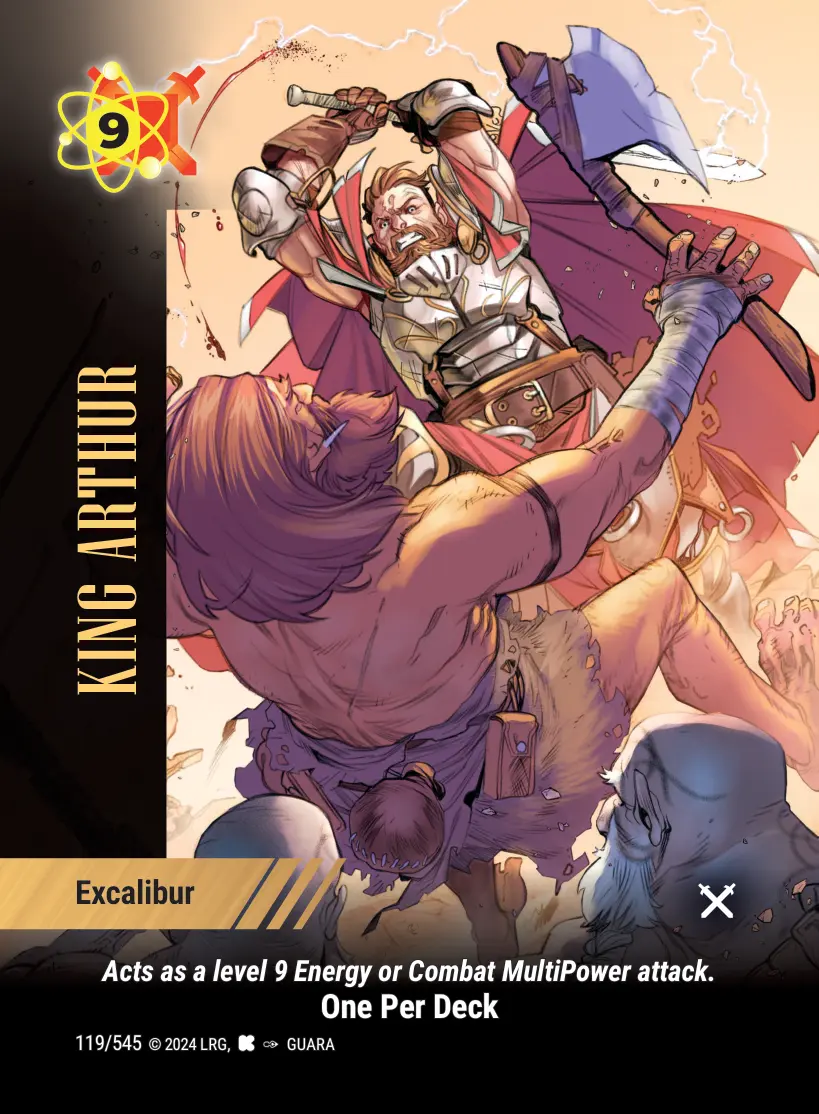 9
KING ARTHUR
Excalibur
Acts as a level 9 Energy or Combat MultiPower attack.
One Per Deck
119/545 © 2024 LRG, GUARA